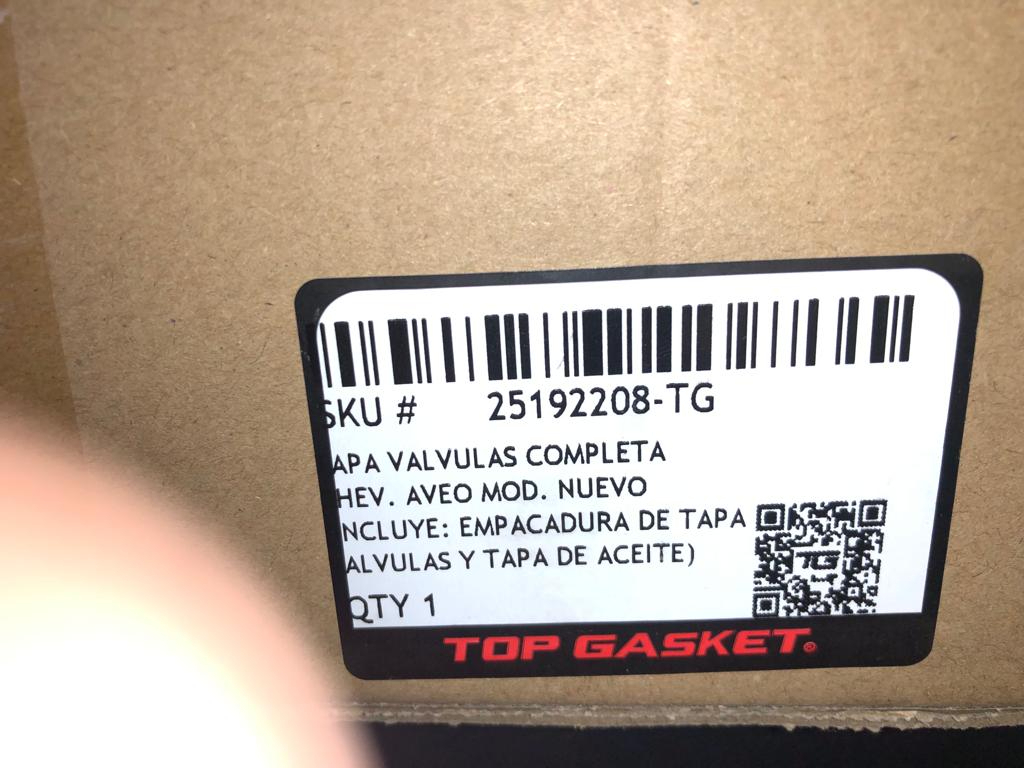 SKU # 25192208-TG
APA VALVULAS COMPLETA
HEV. AVEO MOD. NUEVO
NCLUYE: EMPACADURA DE TAPA
ALVULAS Y TAPA DE ACEITE)
QTY 1
TG
TOP GASKET®